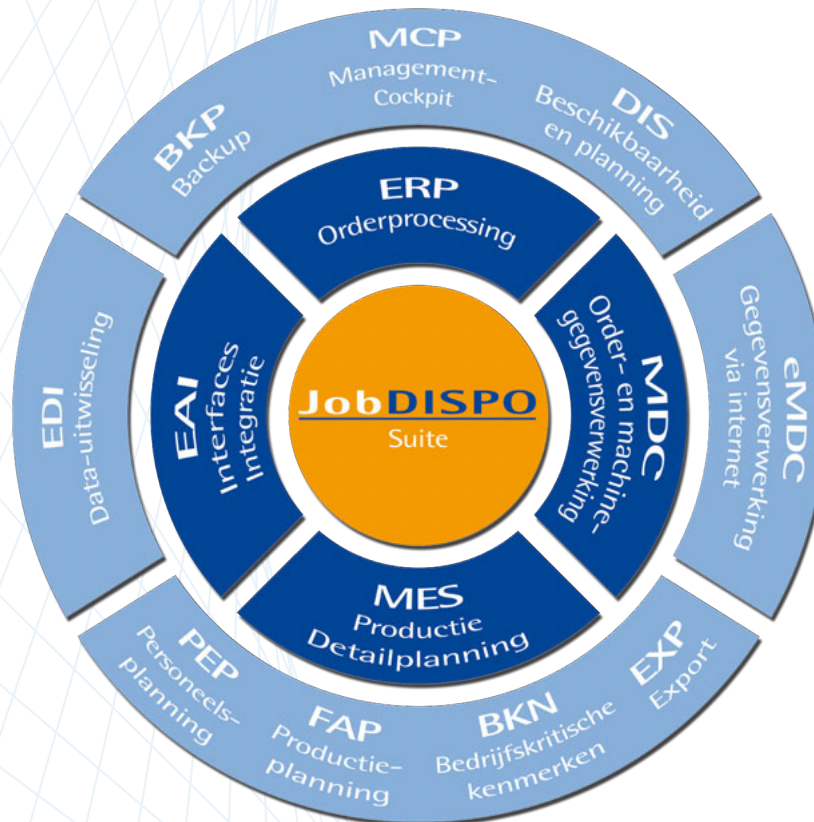 MCP
Management-
Cockpit
BKP
Backup
DIS
Beschikbaarheid
en planning
ERP
Orderprocessing
EDI
Data-uitwisseling
EAI
Interfaces
Integratie
JobDISPO
Suite
MDC
Order- en machine-
gegevensverwerking
eMDC
Gegevensverwerking
via internet
MES
Productie
Detailplanning
PEP
Personeels-
planning
FAP
Productie-
planning
BKN
Bedrijfskritische
kenmerken
EXP
Export